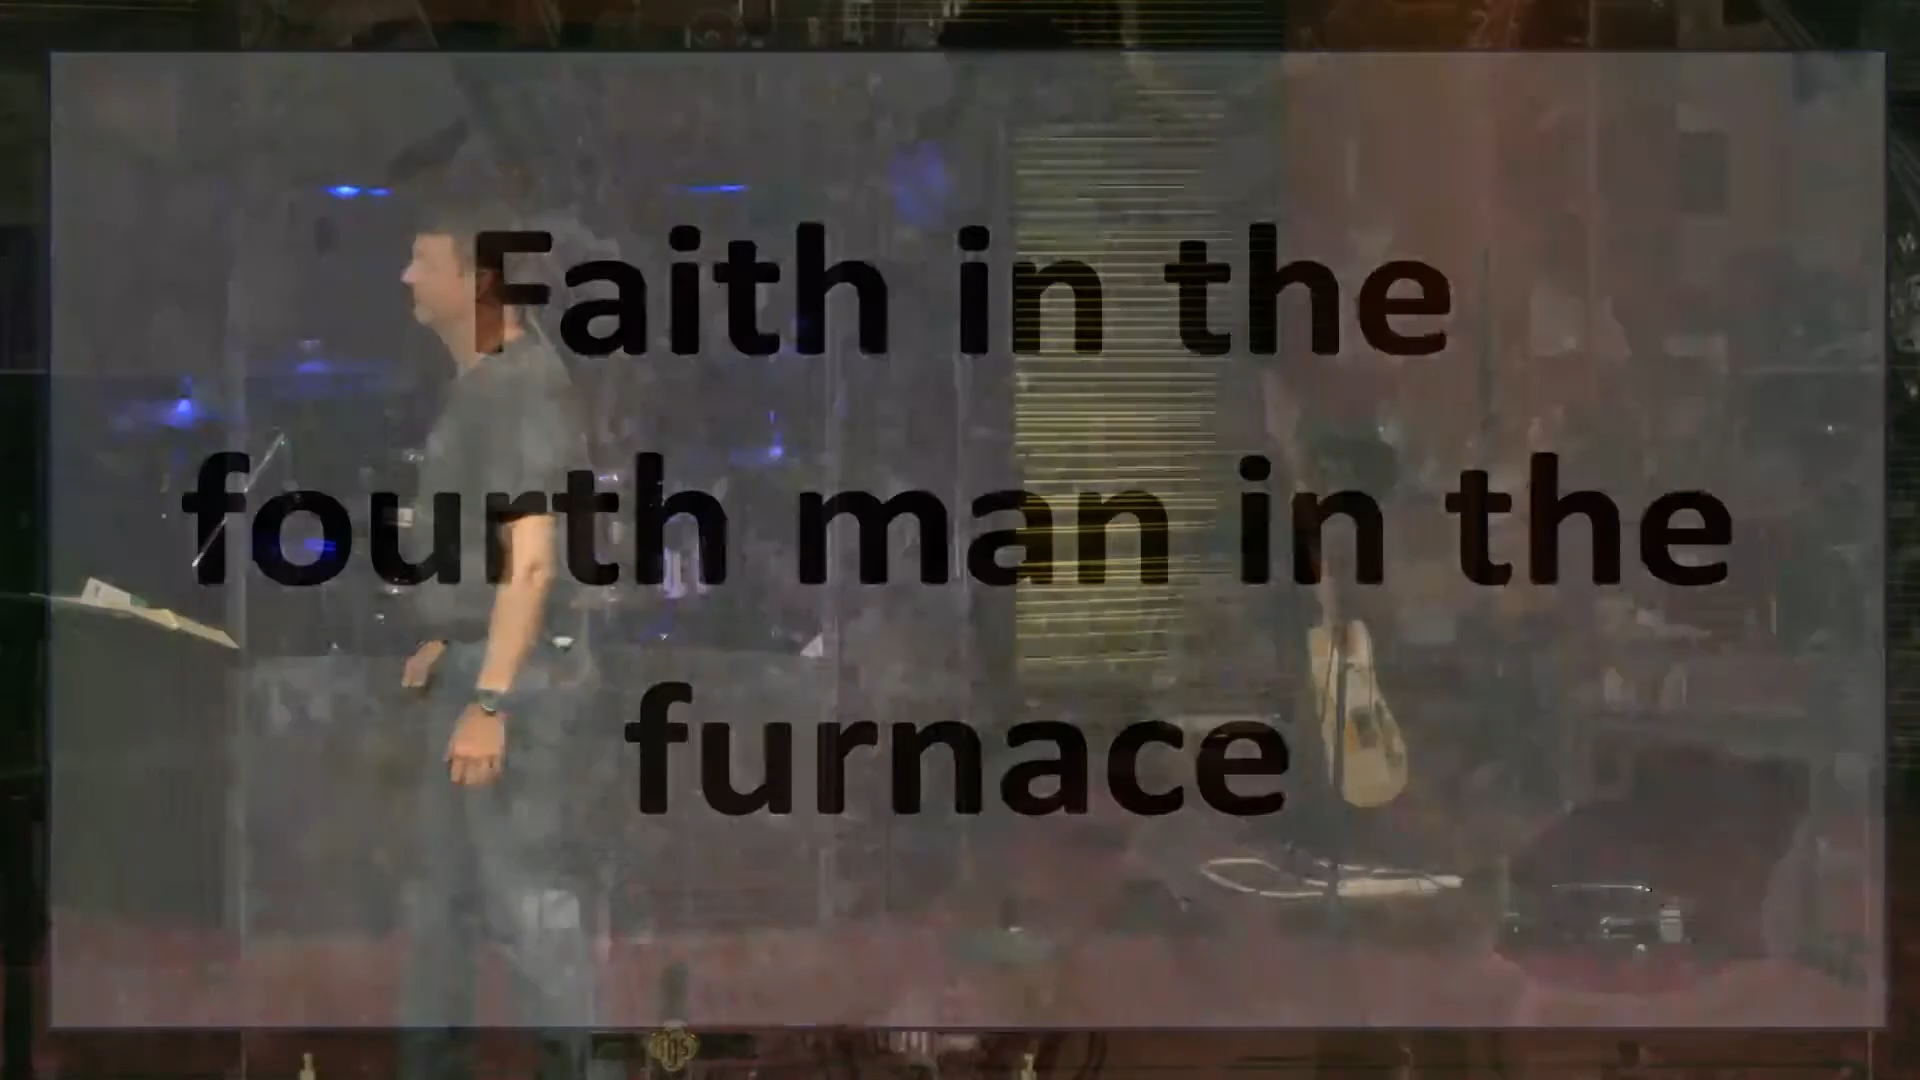 Faith in the
fourth man in the
furnace